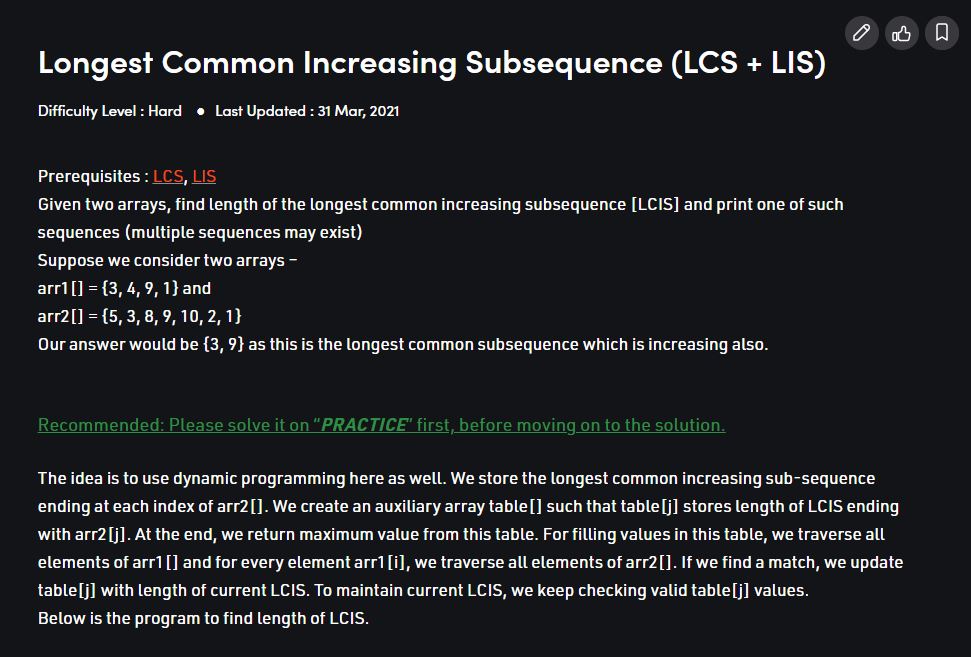 Longest Common Increasing Subsequence (LCS + LIS)
Difficulty Level : Hard ● Last Updated : 31 Mar, 2021
Prerequisites : LCS, LIS
Given two arrays, find length of the longest common increasing subsequence [LCIS] and print one of such
sequences (multiple sequences may exist)
Suppose we consider two arrays –
arr1[] = {3, 4, 9, 1} and
arr2[] = {5, 3, 8, 9, 10, 2, 1}
Our answer would be {3, 9} as this is the longest common subsequence which is increasing also.
Recommended: Please solve it on “PRACTICE” first, before moving on to the solution.
The idea is to use dynamic programming here as well. We store the longest common increasing sub-sequence
ending at each index of arr2[]. We create an auxiliary array table[] such that table[j] stores length of LCIS ending
with arr2[j]. At the end, we return maximum value from this table. For filling values in this table, we traverse all
elements of arr1[] and for every element arr1[i], we traverse all elements of arr2[]. If we find a match, we update
table[j] with length of current LCIS. To maintain current LCIS, we keep checking valid table[j] values.
Below is the program to find length of LCIS.